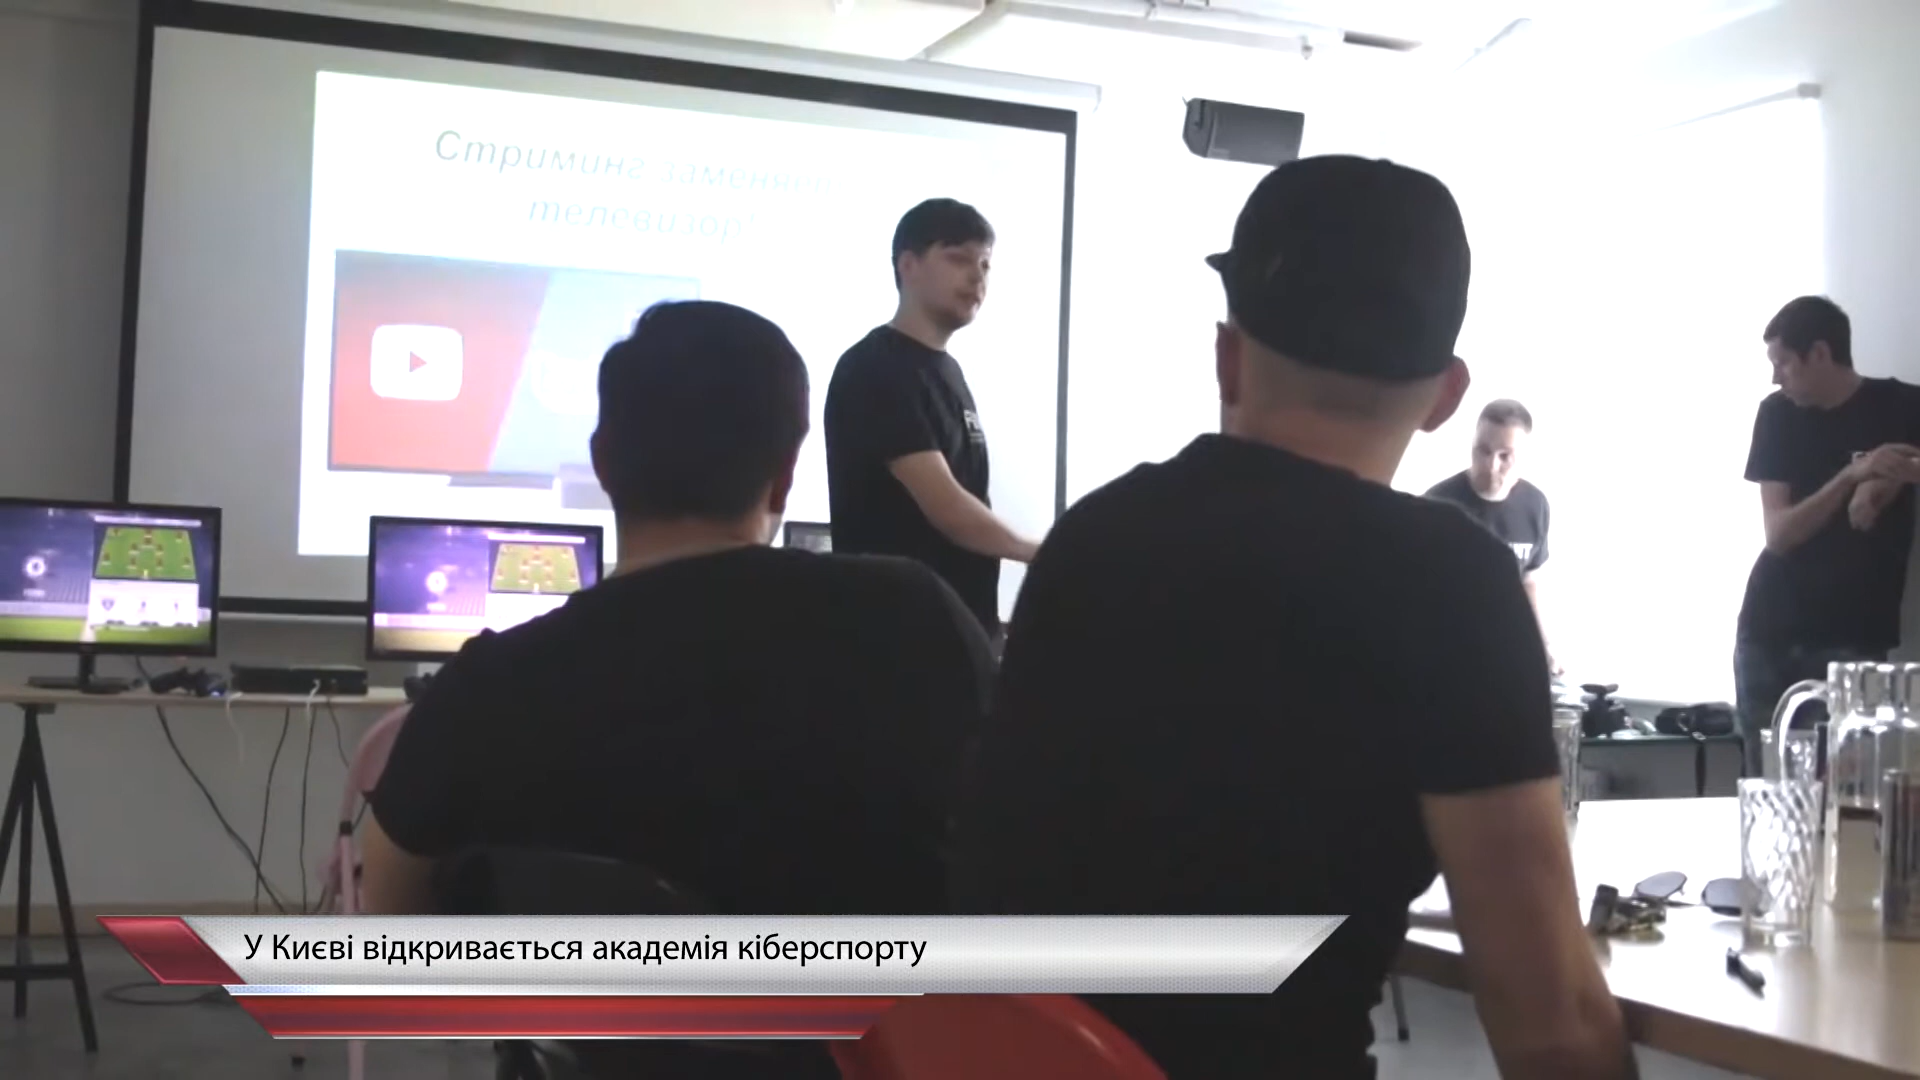 Стриминг заменяет
телевизор!
У Києві відкривається академія кіберспорту